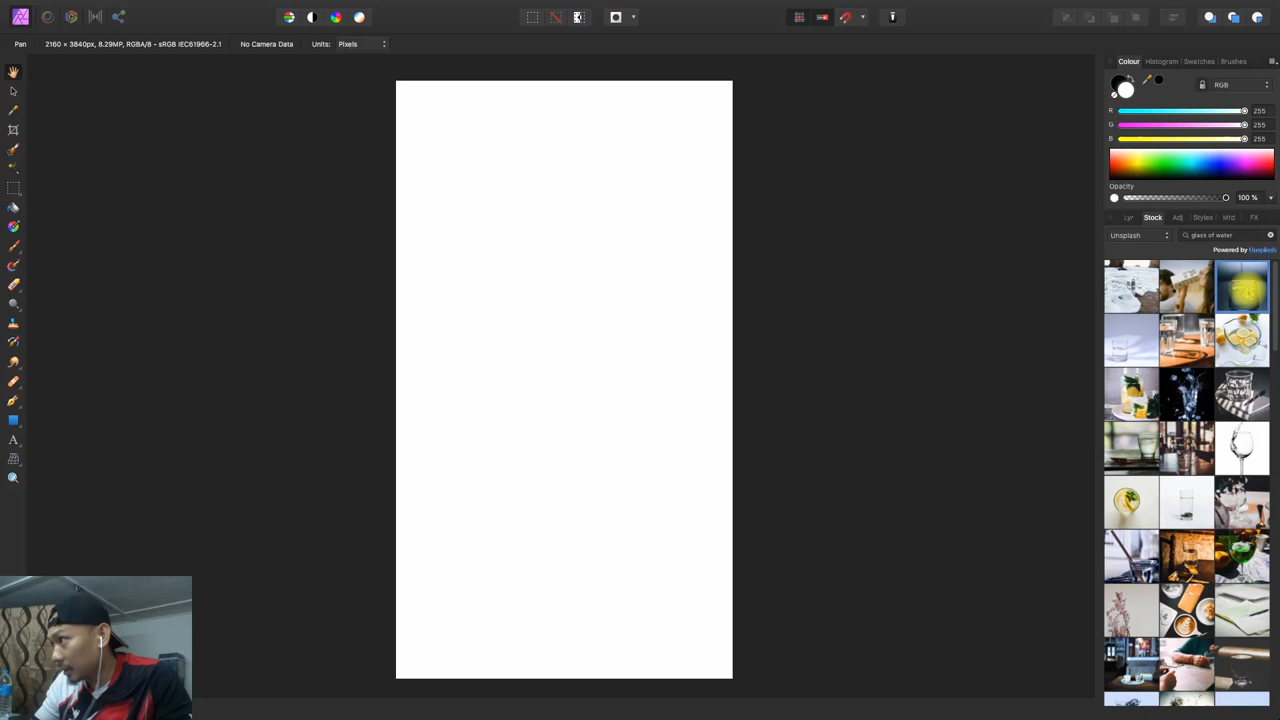 Pan 2160 × 3840px, 8.29MP, RGBA/8 - sRGB IEC61966-2.1 No Camera Data Units: Pixels
Colour Histogram Swatches Brushes
RGB
R 255
G 255
B 255
Opacity
100 %
Lyr Stock Adj Styles Mtd FX
Unsplash glass of water
Powered by Unsplash